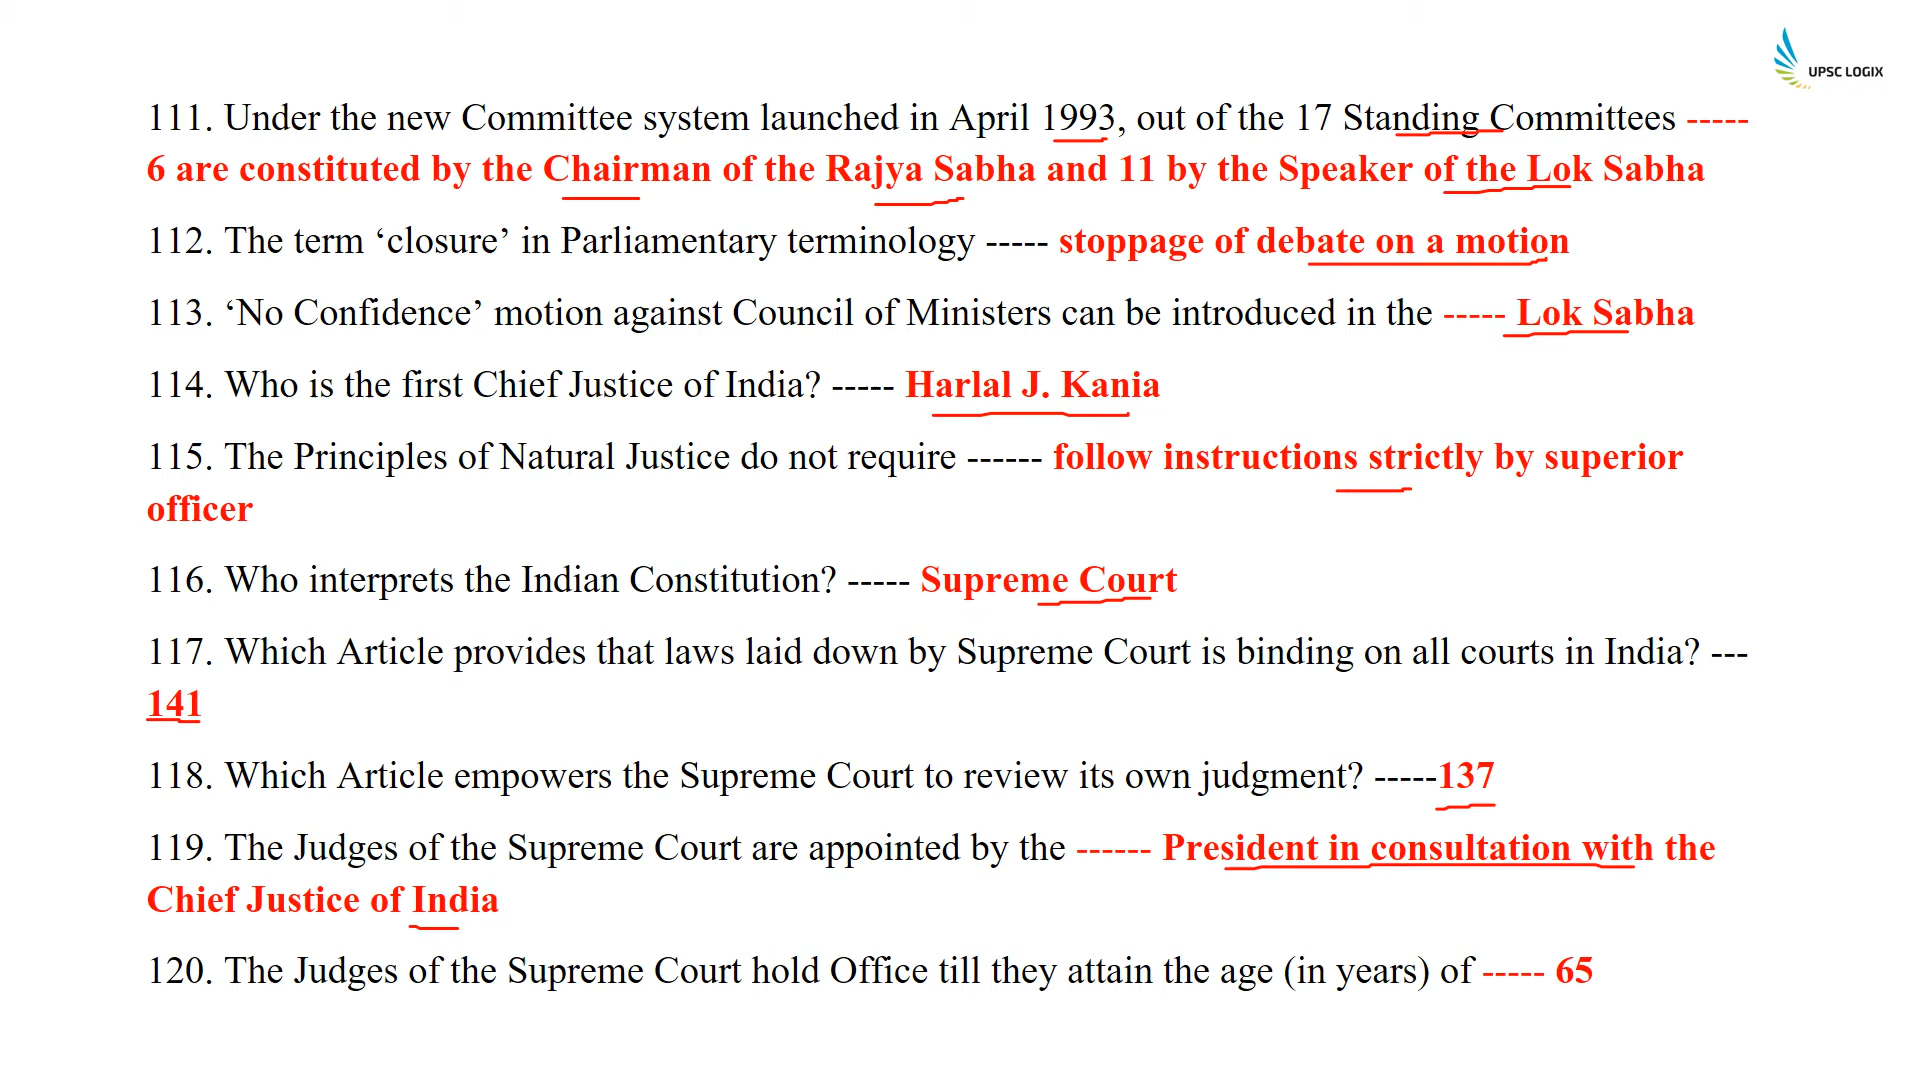 UPSC LOGIX
111. Under the new Committee system launched in April 1993, out of the 17 Standing Committees -----
6 are constituted by the Chairman of the Rajya Sabha and 11 by the Speaker of the Lok Sabha
112. The term ‘closure’ in Parliamentary terminology ----- stoppage of debate on a motion
113. ‘No Confidence’ motion against Council of Ministers can be introduced in the ----- Lok Sabha
114. Who is the first Chief Justice of India? ----- Harlal J. Kania
115. The Principles of Natural Justice do not require ------ follow instructions strictly by superior
officer
116. Who interprets the Indian Constitution? ----- Supreme Court
117. Which Article provides that laws laid down by Supreme Court is binding on all courts in India? ---
141
118. Which Article empowers the Supreme Court to review its own judgment? -----137
119. The Judges of the Supreme Court are appointed by the ------ President in consultation with the
Chief Justice of India
120. The Judges of the Supreme Court hold Office till they attain the age (in years) of ----- 65